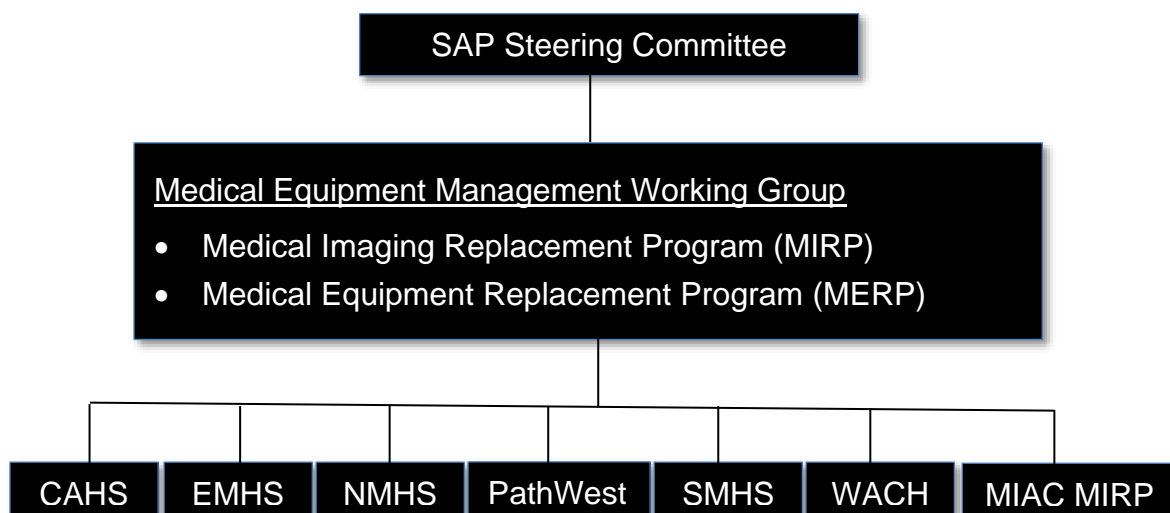 SAP Steering Committee
Medical Equipment Management Working Group
• Medical Imaging Replacement Program (MIRP)
• Medical Equipment Replacement Program (MERP)
CAHS EMHS NMHS PathWest SMHS WACH MIAC MIRP